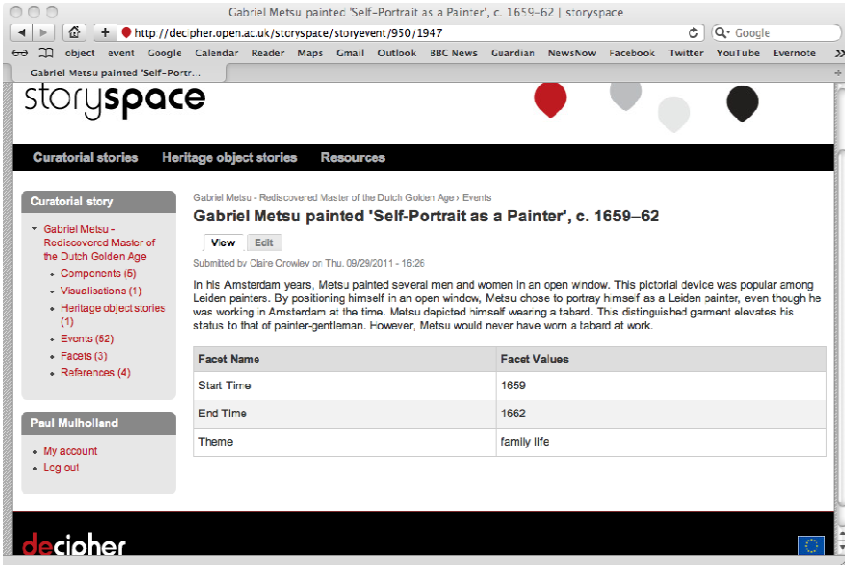 Gabriel Metsu painted 'Self-Portrait as a Painter', c. 1659–62 | storyspace
http://decipher.open.ac.uk/storyspace/storyevent/950/1947
Google
object event Google Calendar Reader Maps Gmail Outlook BBC News Guardian NewsNow Facebook Twitter YouTube Evernote
Gabriel Metsu painted 'Self-Portr...
storyspace
Curatorial stories Heritage object stories Resources
Curatorial story
Gabriel Metsu -
Rediscovered Master of
the Dutch Golden Age
Components (5)
Visualisations (1)
Heritage object stories
(1)
Events (52)
Facets (3)
References (4)
Paul Mulholland
My account
Log out
Gabriel Metsu - Rediscovered Master of the Dutch Golden Age › Events
Gabriel Metsu painted 'Self-Portrait as a Painter', c. 1659–62
View Edit
Submitted by Claire Crowley on Thu, 09/29/2011 - 16:26
In his Amsterdam years, Metsu painted several men and women in an open window. This pictorial device was popular among
Leiden painters. By positioning himself in an open window, Metsu chose to portray himself as a Leiden painter, even though he
was working in Amsterdam at the time. Metsu depicted himself wearing a tabard. This distinguished garment elevates his
status to that of painter-gentleman. However, Metsu would never have worn a tabard at work.
Facet Name Facet Values
Start Time 1659
End Time 1662
Theme family life
decipher